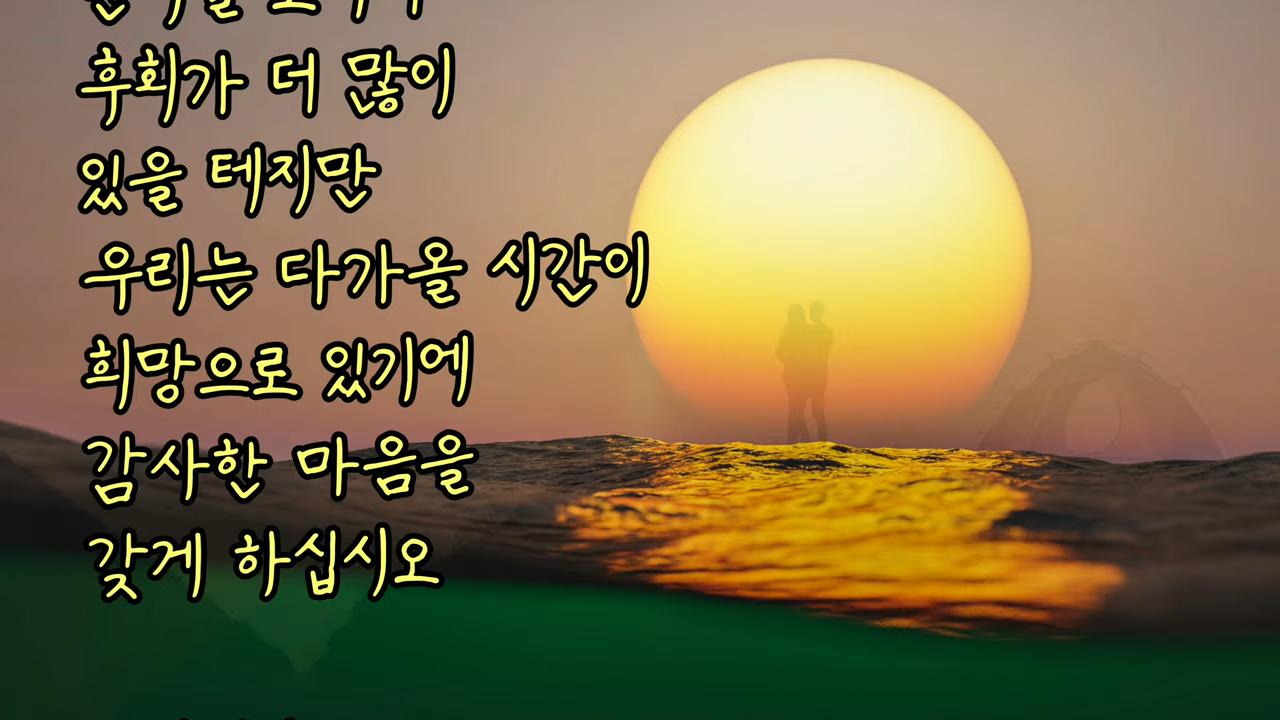 후회가 더 많이
있을 테지만
우리는 다가올 시간이
희망으로 있기에
감사한 마음을
갖게 하십시오